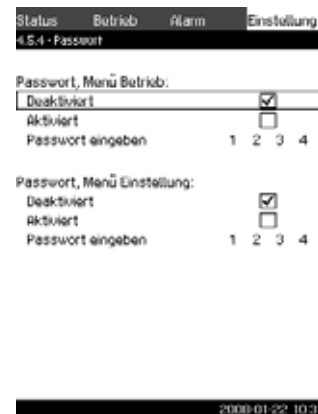 Status Betrieb Alarm Einstellung
4.5.4 - Passwort
Passwort, Menü Betrieb:
Deaktiviert
Aktiviert
Passwort eingeben 1 2 3 4
Passwort, Menü Einstellung:
Deaktiviert
Aktiviert
Passwort eingeben 1 2 3 4
2000-01-22